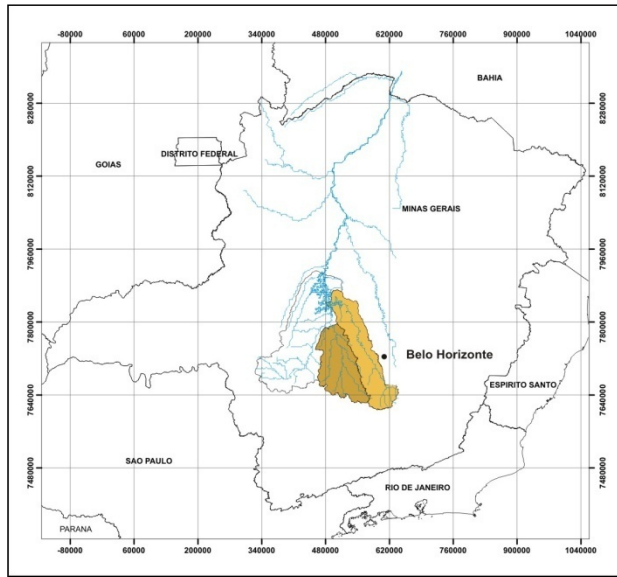 -80000 60000 200000 340000 480000 620000 760000 900000 1040000
BAHIA
8280000 8280000
DISTRITO FEDERAL
GOIAS
8120000 8120000
MINAS GERAIS
7960000 7960000
7800000 7800000
Belo Horizonte
ESPIRITO SANTO
7640000 7640000
SAO PAULO
7480000 7480000
RIO DE JANEIRO
PARANA
-80000 60000 200000 340000 480000 620000 760000 900000 1040000